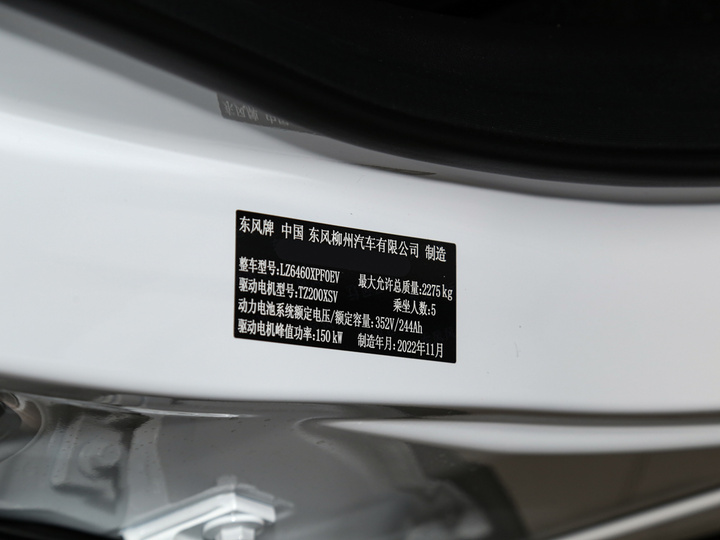 东风牌 中国 东风柳州汽车有限公司 制造
整车型号:LZ6460XPF0EV 最大允许总质量:2275 kg
驱动电机型号:TZ200XSV 乘坐人数:5
动力电池系统额定电压/额定容量:352V/244Ah
驱动电机峰值功率:150 kW 制造年月:2022年11月